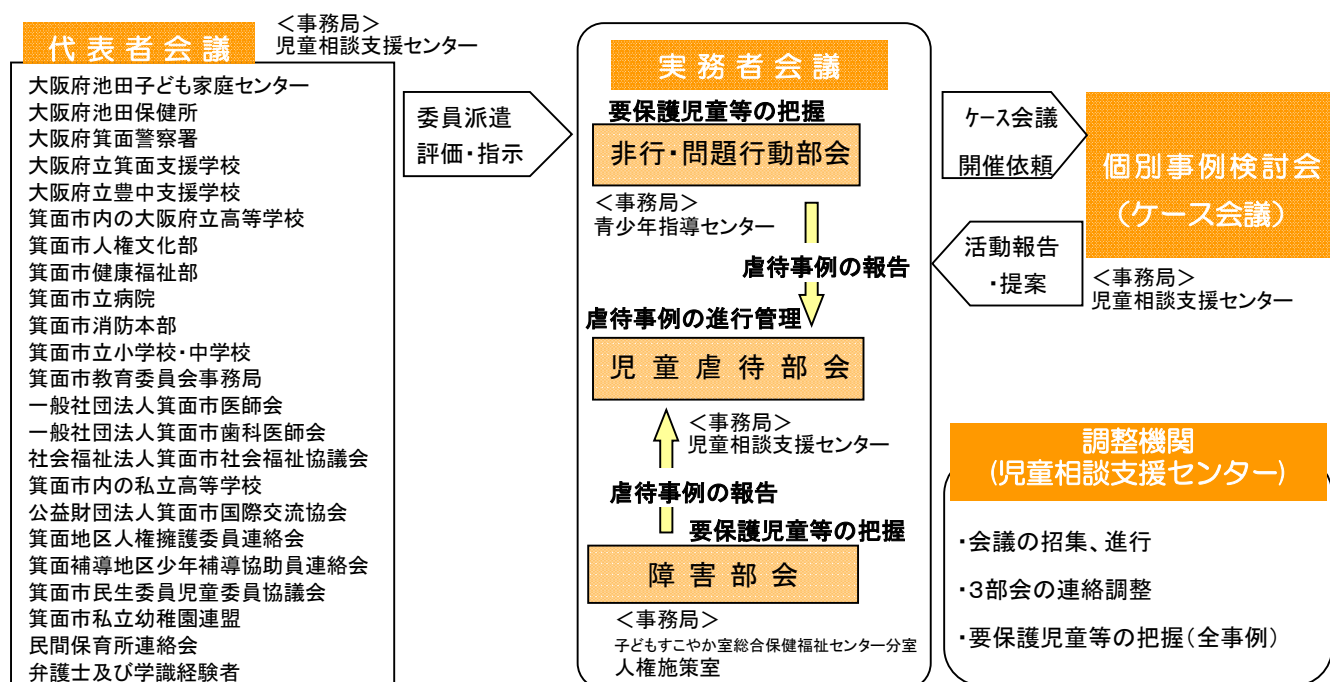 代表者会議
＜事務局＞
児童相談支援センター
大阪府池田子ども家庭センター
大阪府池田保健所
大阪府箕面警察署
大阪府立箕面支援学校
大阪府立豊中支援学校
箕面市内の大阪府立高等学校
箕面市人権文化部
箕面市健康福祉部
箕面市立病院
箕面市消防本部
箕面市立小学校・中学校
箕面市教育委員会事務局
一般社団法人箕面市医師会
一般社団法人箕面市歯科医師会
社会福祉法人箕面市社会福祉協議会
箕面市内の私立高等学校
公益財団法人箕面市国際交流協会
箕面地区人権擁護委員連絡会
箕面補導地区少年補導協助員連絡会
箕面市民生委員児童委員協議会
箕面市私立幼稚園連盟
民間保育所連絡会
弁護士及び学識経験者
委員派遣
評価・指示
実務者会議
要保護児童等の把握
非行・問題行動部会
＜事務局＞
青少年指導センター
虐待事例の報告
虐待事例の進行管理
児童虐待部会
＜事務局＞
児童相談支援センター
虐待事例の報告
要保護児童等の把握
障害部会
＜事務局＞
子どもすこやか室総合保健福祉センター分室
人権施策室
ｹｰｽ会議
開催依頼
活動報告
・提案
個別事例検討会
（ケース会議）
＜事務局＞
児童相談支援センター
調整機関
(児童相談支援センター)
・会議の招集、進行
・3部会の連絡調整
・要保護児童等の把握（全事例）